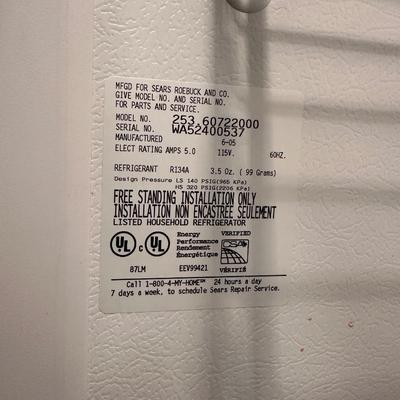 MFGD FOR SEARS ROEBUCK AND CO.
GIVE MODEL NO. AND SERIAL NO.
FOR PARTS AND SERVICE.
MODEL NO. 253.60722000
SERIAL NO. WA52400537
MANUFACTURED 6-05
ELECT RATING AMPS 5.0 115V. 60HZ.
REFRIGERANT R134A 3.5 Oz. ( 99 Grams)
Design Pressure LS 140 PSIG(965 KPa)
HS 320 PSIG(2206 KPa)
FREE STANDING INSTALLATION ONLY
INSTALLATION NON ENCASTREE SEULEMENT
LISTED HOUSEHOLD REFRIGERATOR
UL c UL
Energy
Performance
Rendement
Énergétique
VERIFIED
CSA
VÉRIFIÉ
87LM EEV99421
Call 1-800-4-MY-HOME℠ 24 hours a day
7 days a week, to schedule Sears Repair Service.